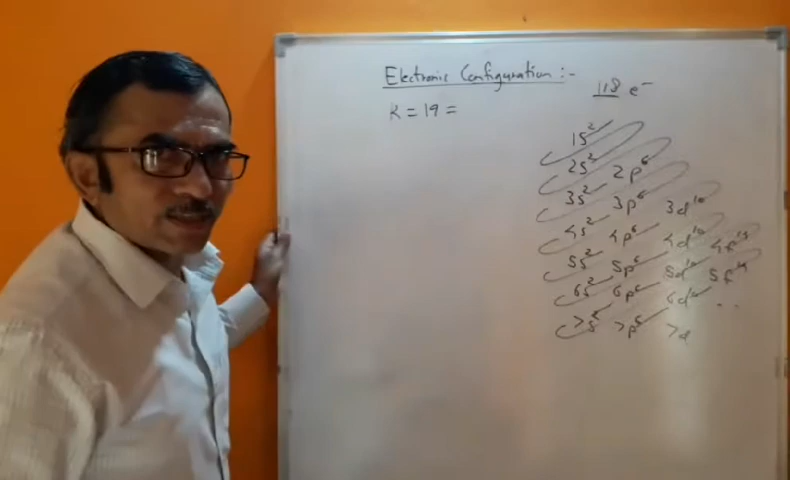 Electronic Configuration :-
118 e⁻
K = 19 =
1s²
2s² 2p⁶
3s² 3p⁶ 3d¹⁰
4s² 4p⁶ 4d¹⁰ 4f¹⁴
5s² 5p⁶ 5d¹⁰ 5f¹⁴
6s² 6p⁶ 6d¹⁰ ...
7s² 7p⁶ 7d